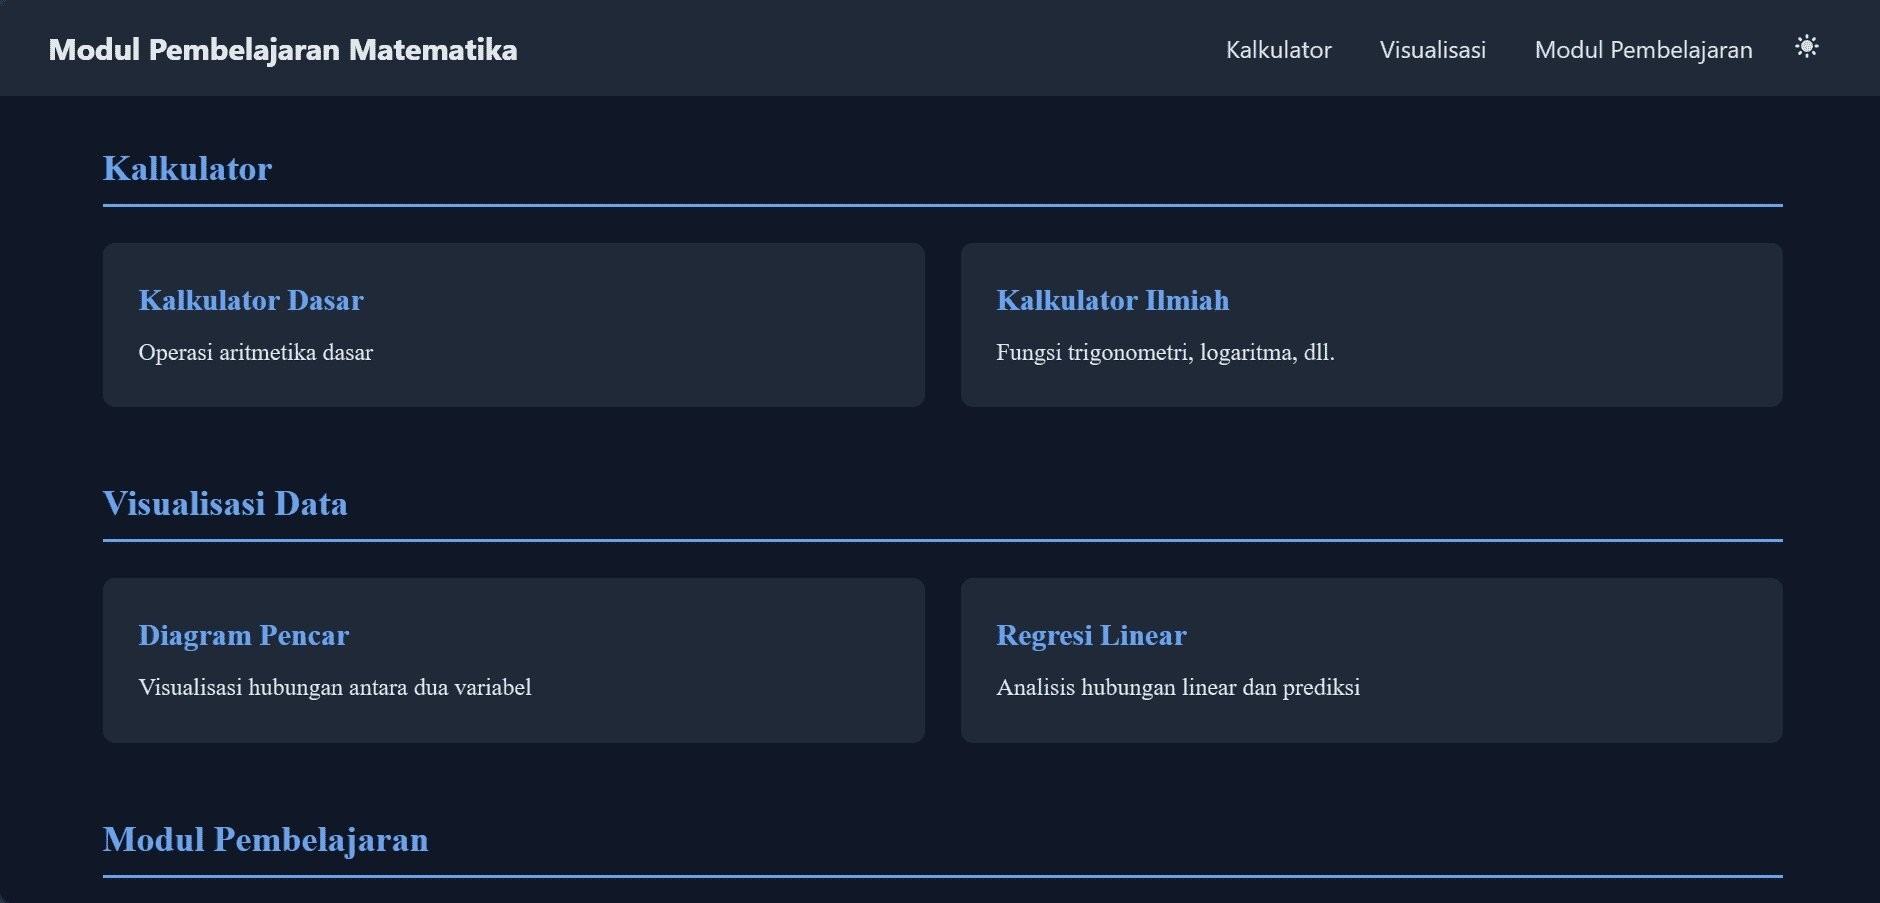 Modul Pembelajaran Matematika
Kalkulator Visualisasi Modul Pembelajaran
Kalkulator
Kalkulator Dasar
Operasi aritmetika dasar
Kalkulator Ilmiah
Fungsi trigonometri, logaritma, dll.
Visualisasi Data
Diagram Pencar
Visualisasi hubungan antara dua variabel
Regresi Linear
Analisis hubungan linear dan prediksi
Modul Pembelajaran